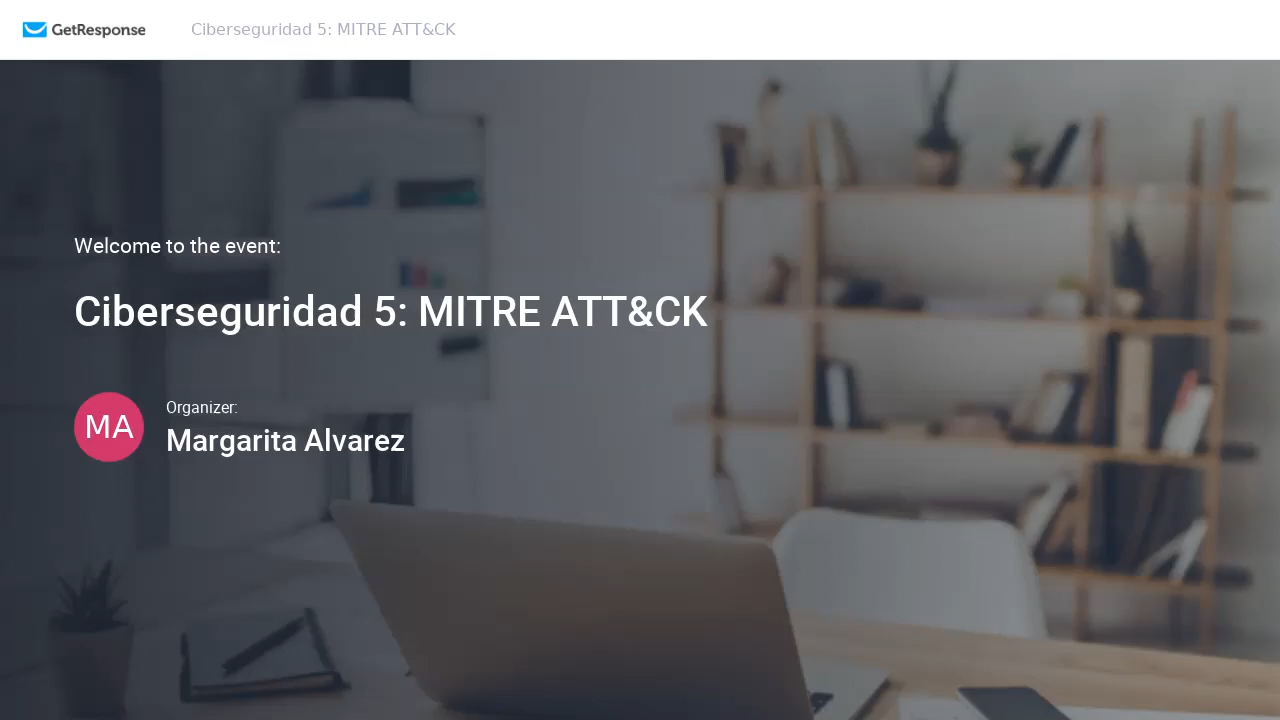 GetResponse
Ciberseguridad 5: MITRE ATT&CK
Welcome to the event:
Ciberseguridad 5: MITRE ATT&CK
MA
Organizer:
Margarita Alvarez